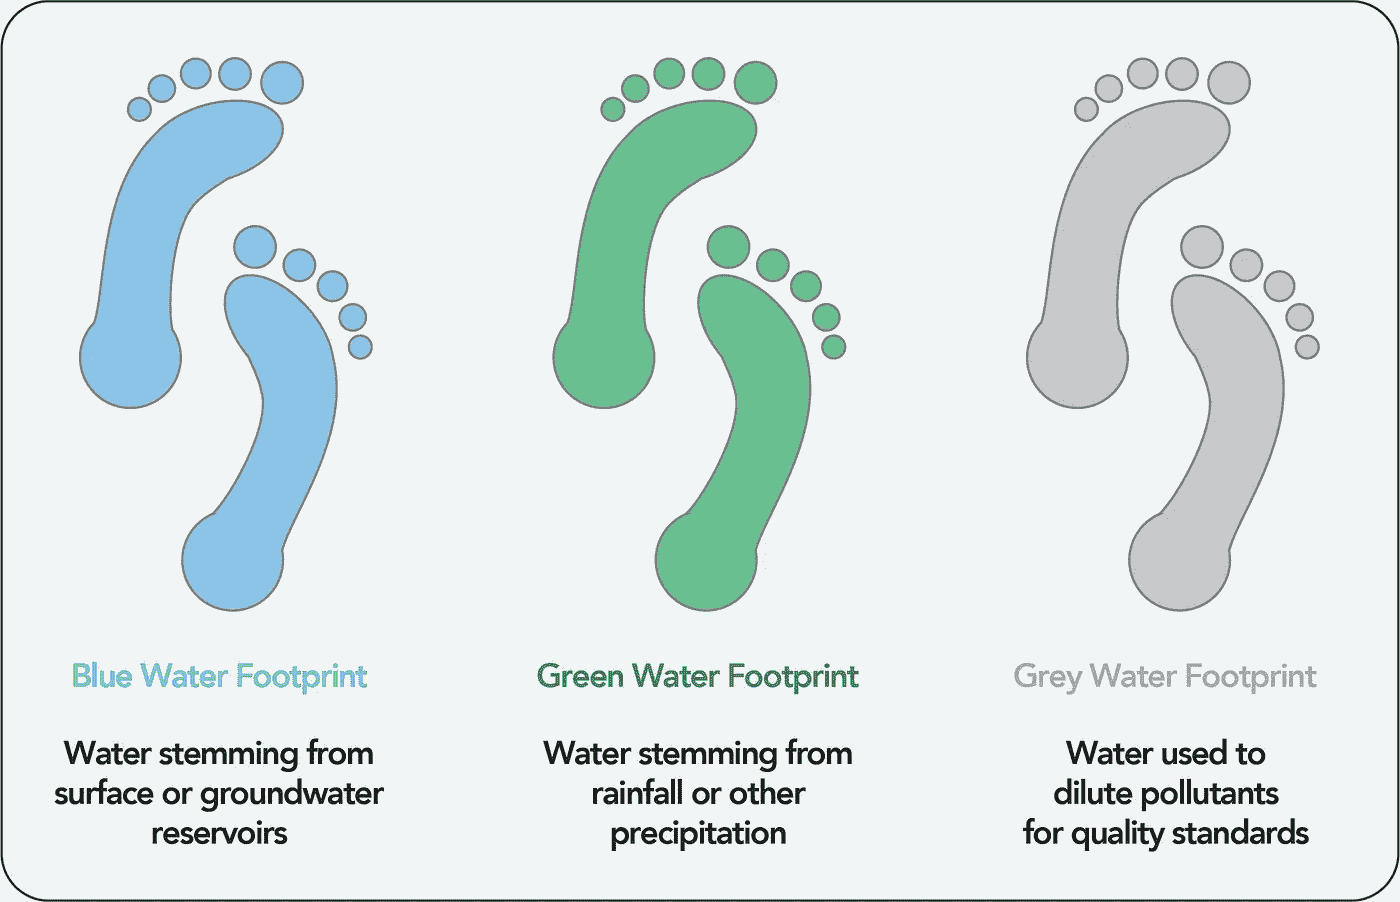 Blue Water Footprint
Water stemming from
surface or groundwater
reservoirs
Green Water Footprint
Water stemming from
rainfall or other
precipitation
Grey Water Footprint
Water used to
dilute pollutants
for quality standards